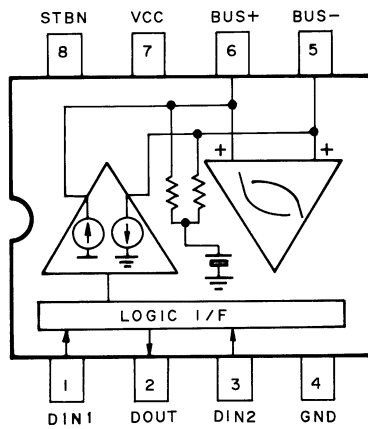 STBN VCC BUS+ BUS-
8 7 6 5
+ +
LOGIC I/F
1 2 3 4
DIN1 DOUT DIN2 GND